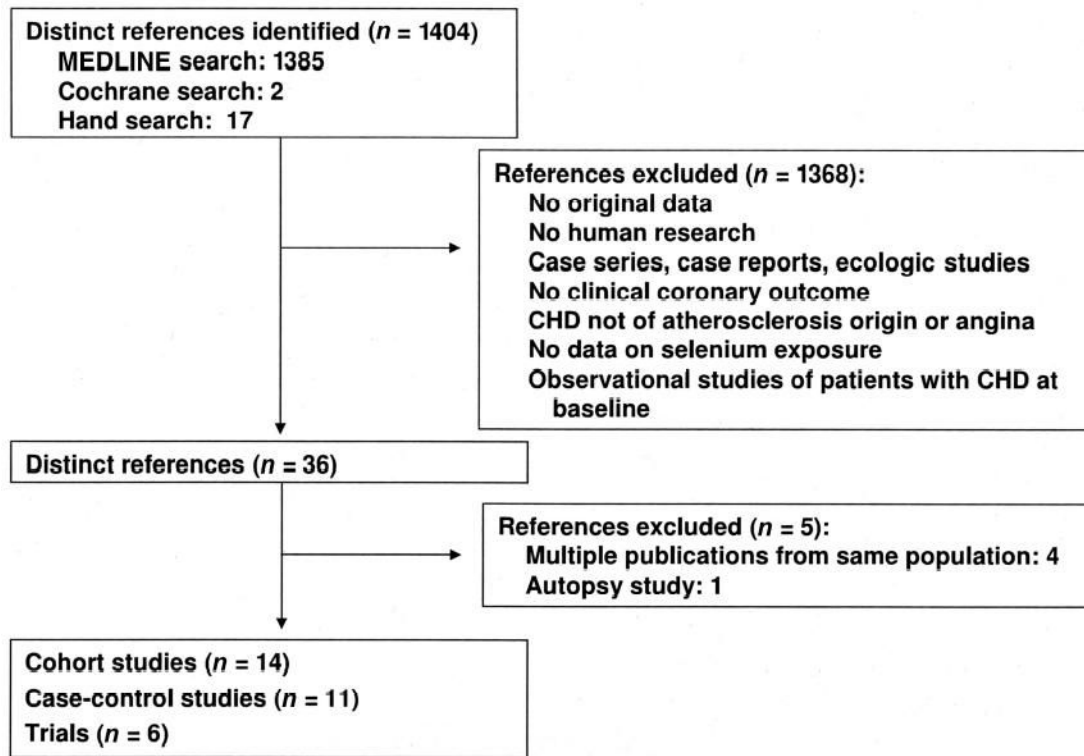 Distinct references identified (n = 1404)
MEDLINE search: 1385
Cochrane search: 2
Hand search: 17
References excluded (n = 1368):
No original data
No human research
Case series, case reports, ecologic studies
No clinical coronary outcome
CHD not of atherosclerosis origin or angina
No data on selenium exposure
Observational studies of patients with CHD at
baseline
Distinct references (n = 36)
References excluded (n = 5):
Multiple publications from same population: 4
Autopsy study: 1
Cohort studies (n = 14)
Case-control studies (n = 11)
Trials (n = 6)